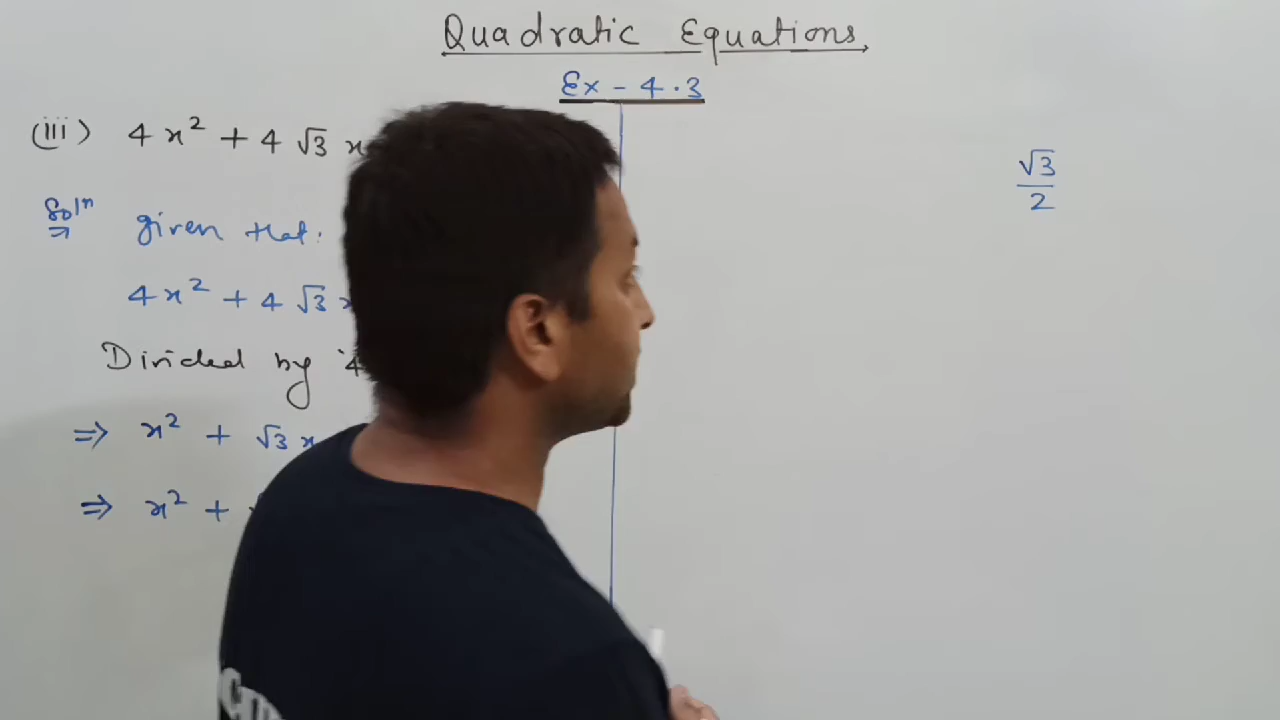 Quadratic Equations
Ex - 4.3
(iii) 4x² + 4√3 x
Solⁿ given that.
4x² + 4√3 x
Divided by '4
⇒ x² + √3 x
⇒ x² +
√3/2